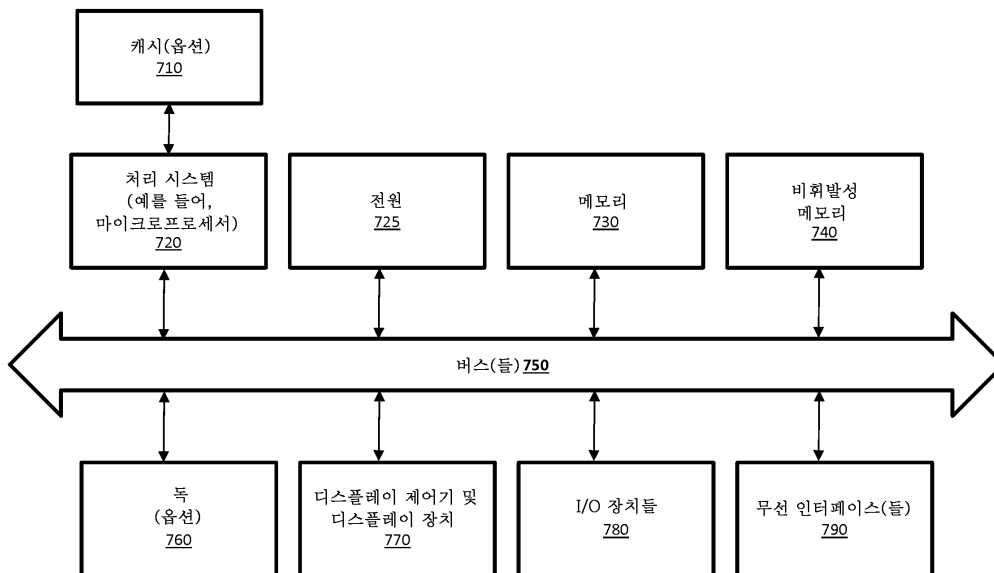 캐시(옵션)
710
처리 시스템
(예를 들어,
마이크로프로세서)
720
전원
725
메모리
730
비휘발성
메모리
740
버스(들) 750
독
(옵션)
760
디스플레이 제어기 및
디스플레이 장치
770
I/O 장치들
780
무선 인터페이스(들)
790